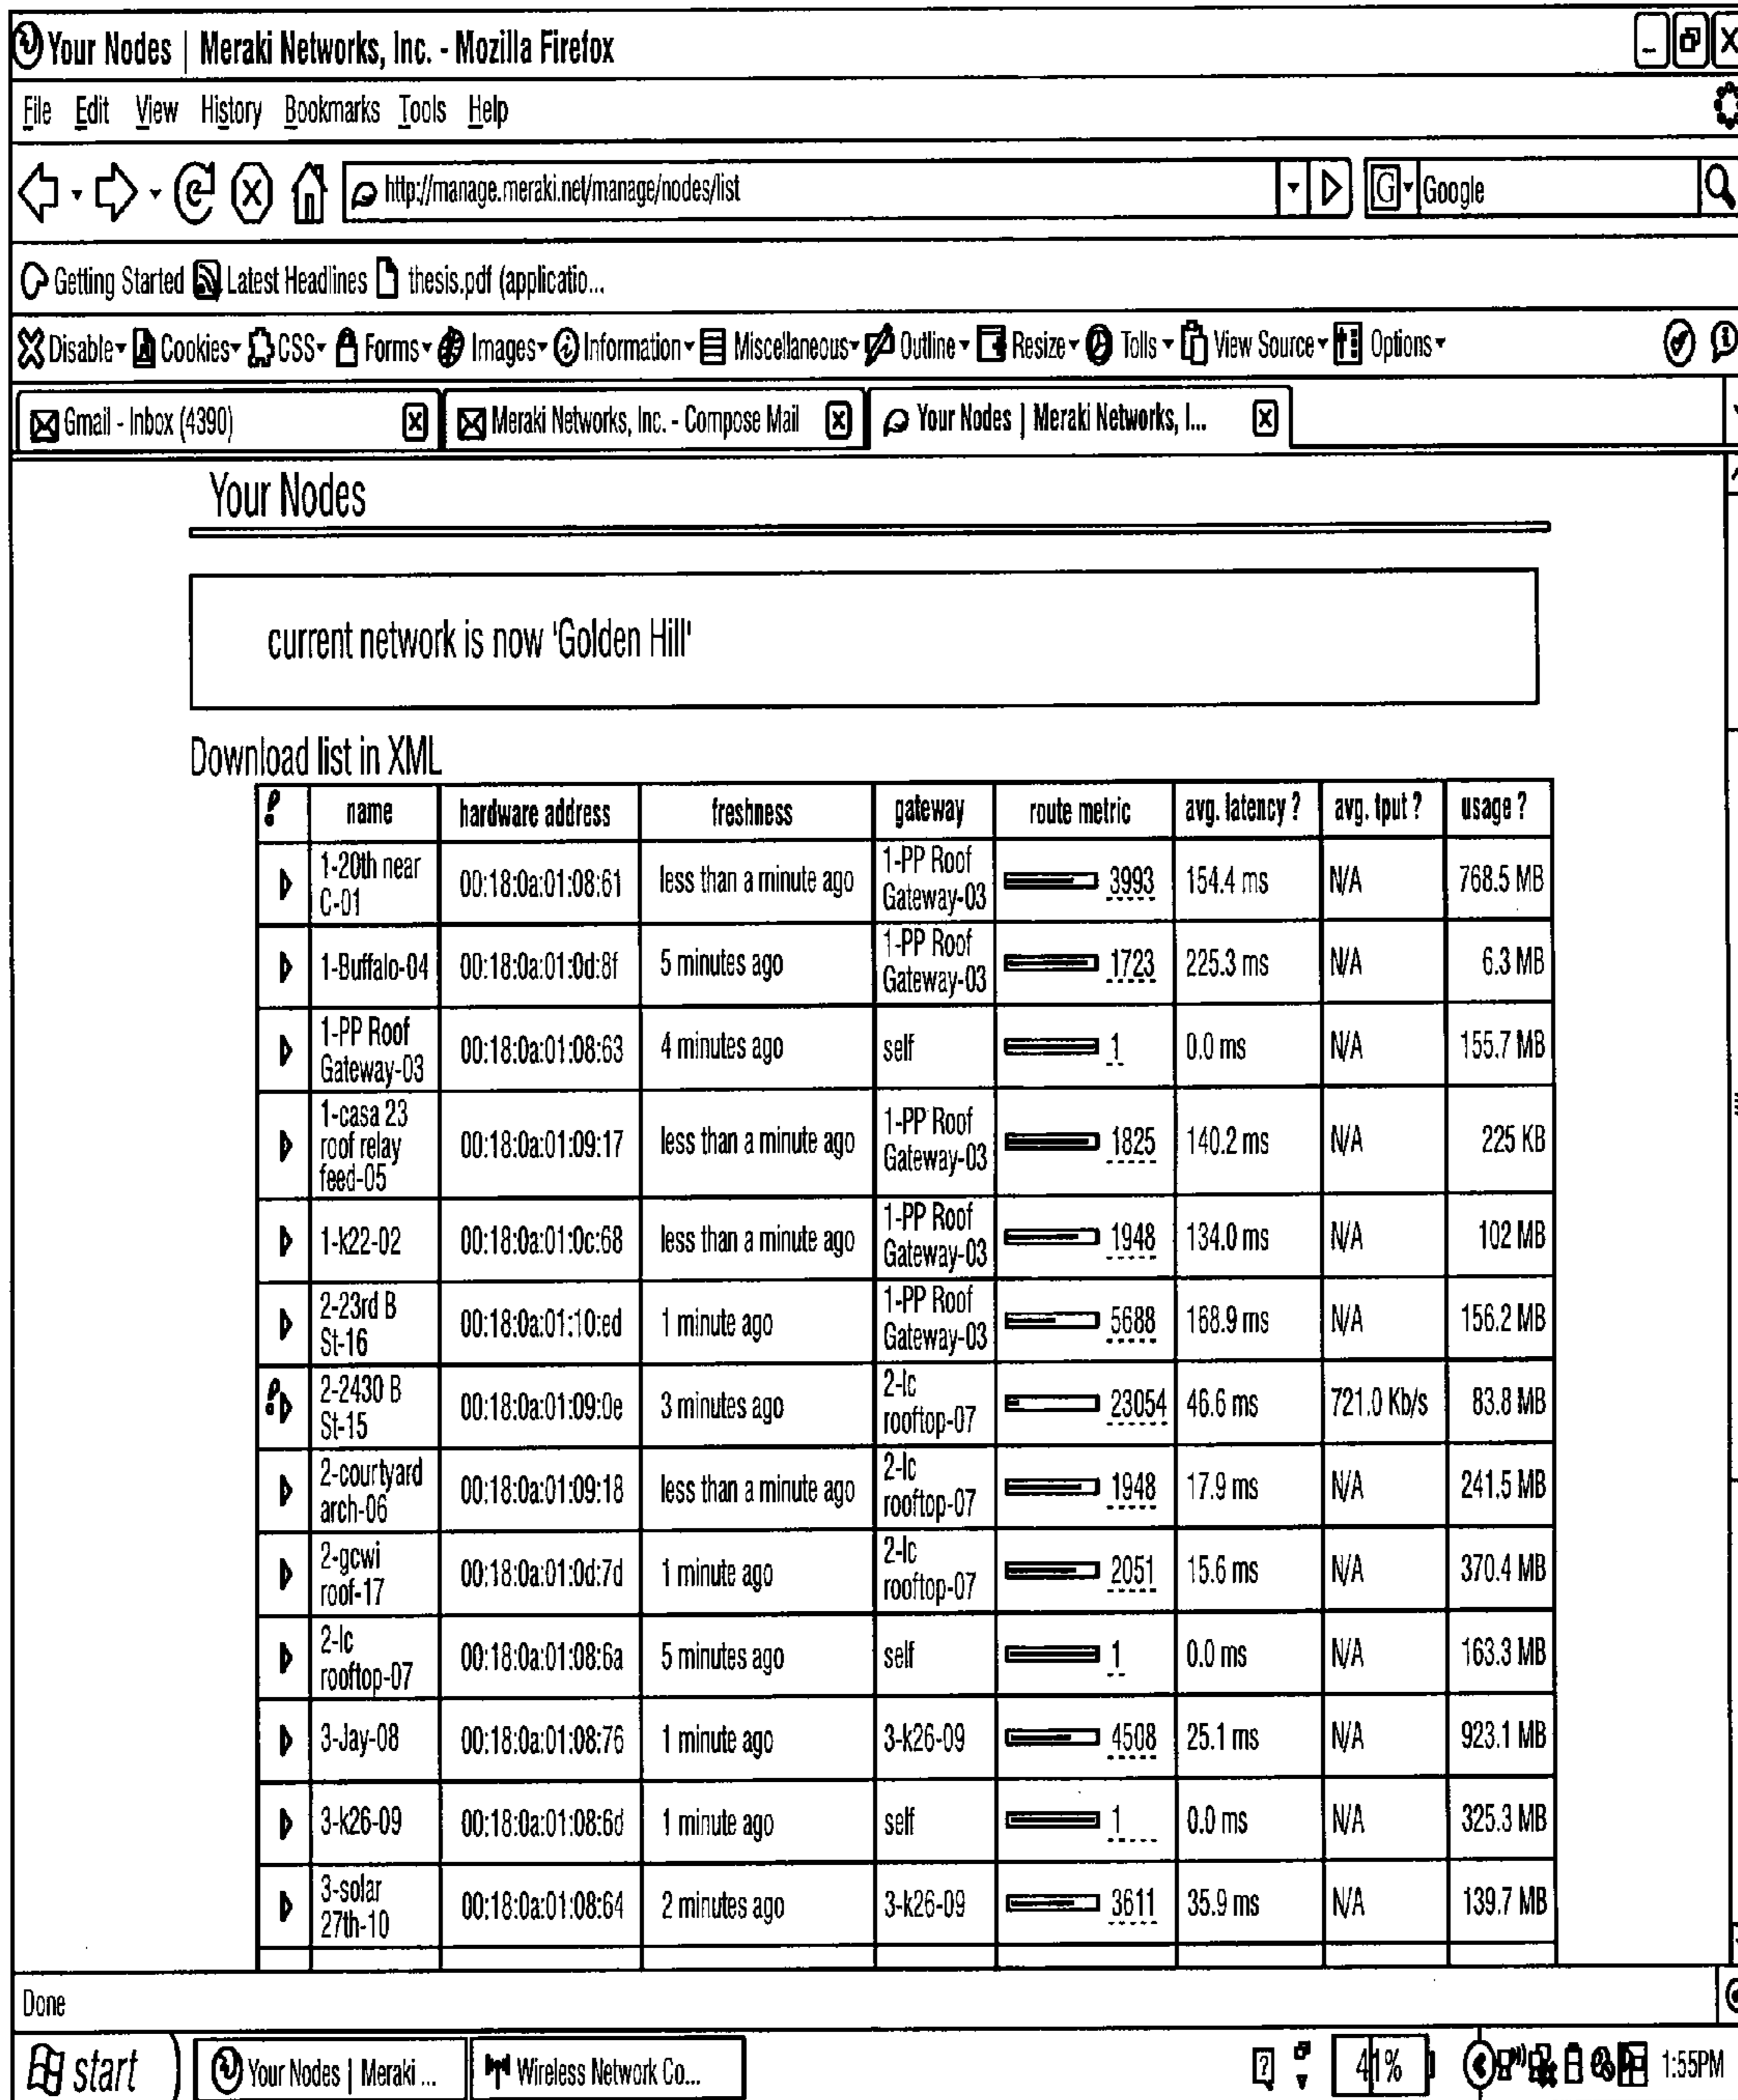 Your Nodes | Meraki Networks, Inc. - Mozilla Firefox
File Edit View History Bookmarks Tools Help
http://manage.meraki.net/manage/nodes/list G Google
Getting Started Latest Headlines thesis.pdf (applicatio...
Disable Cookies CSS Forms Images Information Miscellaneous Outline Resize Tolls View Source Options
Gmail - Inbox (4390) Meraki Networks, Inc. - Compose Mail Your Nodes | Meraki Networks, I...
Your Nodes
current network is now 'Golden Hill'
Download list in XML
name hardware address freshness gateway route metric avg. latency ? avg. tput ? usage ?
1-20th near C-01 00:18:0a:01:08:61 less than a minute ago 1-PP Roof Gateway-03 3993 154.4 ms N/A 768.5 MB
1-Buffalo-04 00:18:0a:01:0d:8f 5 minutes ago 1-PP Roof Gateway-03 1723 225.3 ms N/A 6.3 MB
1-PP Roof Gateway-03 00:18:0a:01:08:63 4 minutes ago self 1 0.0 ms N/A 155.7 MB
1-casa 23 roof relay feed-05 00:18:0a:01:09:17 less than a minute ago 1-PP Roof Gateway-03 1825 140.2 ms N/A 225 KB
1-k22-02 00:18:0a:01:0c:68 less than a minute ago 1-PP Roof Gateway-03 1948 134.0 ms N/A 102 MB
2-23rd B St-16 00:18:0a:01:10:ed 1 minute ago 1-PP Roof Gateway-03 5688 168.9 ms N/A 156.2 MB
2-2430 B St-15 00:18:0a:01:09:0e 3 minutes ago 2-lc rooftop-07 23054 46.6 ms 721.0 Kb/s 83.8 MB
2-courtyard arch-06 00:18:0a:01:09:18 less than a minute ago 2-lc rooftop-07 1948 17.9 ms N/A 241.5 MB
2-gcwi roof-17 00:18:0a:01:0d:7d 1 minute ago 2-lc rooftop-07 2051 15.6 ms N/A 370.4 MB
2-lc rooftop-07 00:18:0a:01:08:6a 5 minutes ago self 1 0.0 ms N/A 163.3 MB
3-Jay-08 00:18:0a:01:08:76 1 minute ago 3-k26-09 4508 25.1 ms N/A 923.1 MB
3-k26-09 00:18:0a:01:08:6d 1 minute ago self 1 0.0 ms N/A 325.3 MB
3-solar 27th-10 00:18:0a:01:08:64 2 minutes ago 3-k26-09 3611 35.9 ms N/A 139.7 MB
Done
start Your Nodes | Meraki ... Wireless Network Co... ? 41% 1:55PM